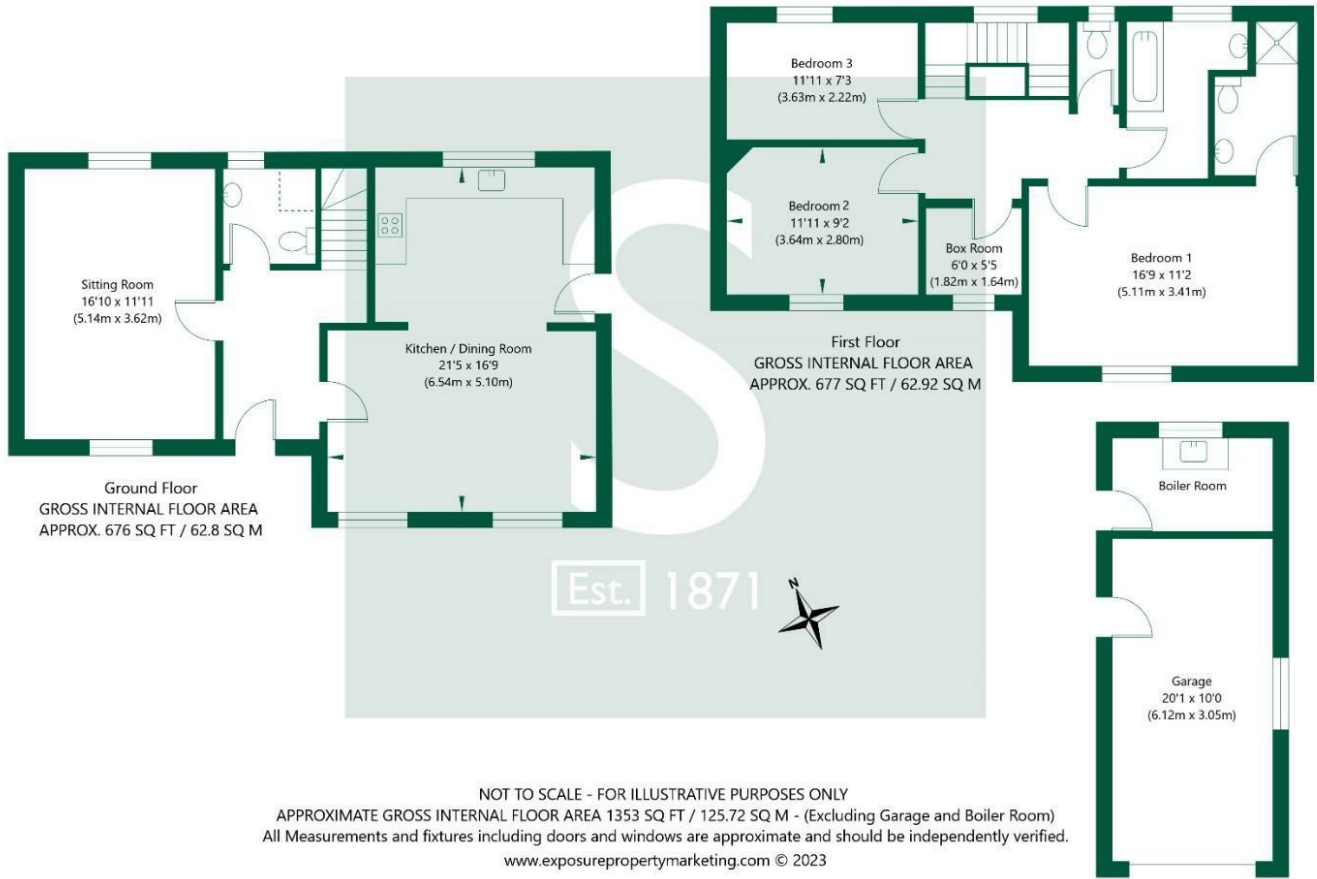 Bedroom 3
11'11 x 7'3
(3.63m x 2.22m)
Bedroom 2
11'11 x 9'2
(3.64m x 2.80m)
Box Room
6'0 x 5'5
(1.82m x 1.64m)
Bedroom 1
16'9 x 11'2
(5.11m x 3.41m)
First Floor
GROSS INTERNAL FLOOR AREA
APPROX. 677 SQ FT / 62.92 SQ M
Sitting Room
16'10 x 11'11
(5.14m x 3.62m)
Kitchen / Dining Room
21'5 x 16'9
(6.54m x 5.10m)
Ground Floor
GROSS INTERNAL FLOOR AREA
APPROX. 676 SQ FT / 62.8 SQ M
S
Est. 1871
N
Boiler Room
Garage
20'1 x 10'0
(6.12m x 3.05m)
NOT TO SCALE - FOR ILLUSTRATIVE PURPOSES ONLY
APPROXIMATE GROSS INTERNAL FLOOR AREA 1353 SQ FT / 125.72 SQ M - (Excluding Garage and Boiler Room)
All Measurements and fixtures including doors and windows are approximate and should be independently verified.
www.exposurepropertymarketing.com © 2023